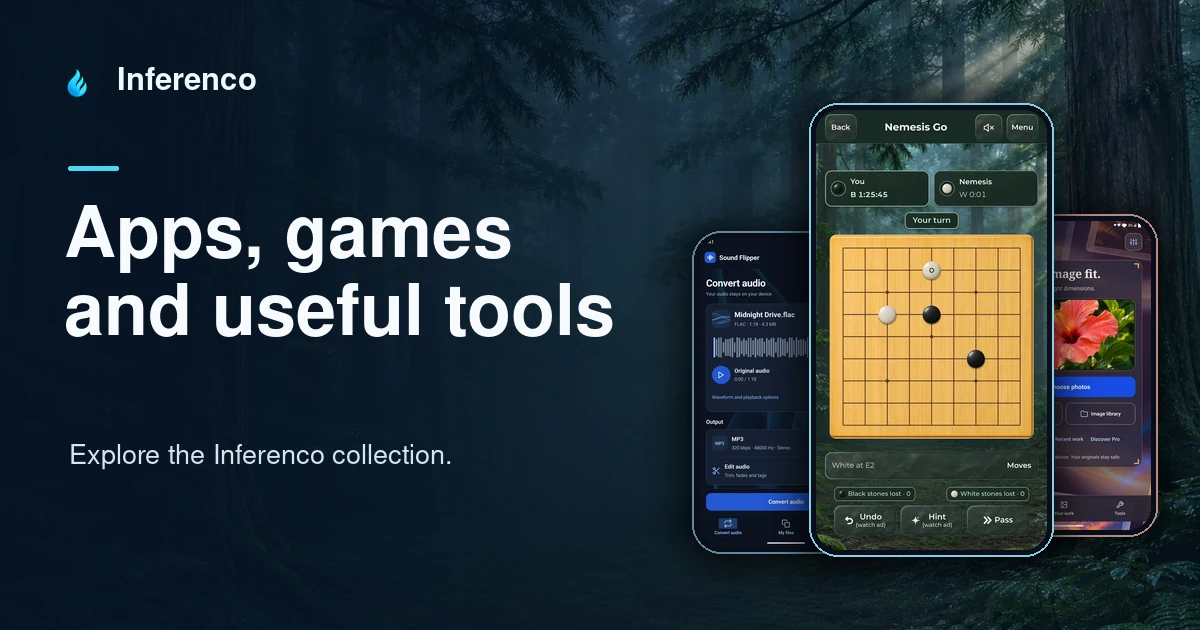 Inferenco
Apps, games
and useful tools
Explore the Inferenco collection.
Sound Flipper
Convert audio
Your audio stays on your device.
Midnight Drive.flac
FLAC · 1:18 · 4.3 MB
Original audio
0:00 / 1:18
Waveform and playback options
Output
MP3
MP3
320 kbps · 48000 Hz · Stereo
Edit audio
Trim, fades and tags
Convert audio
Convert audio
My files
Back
Nemesis Go
Menu
You
B 1:25:45
Nemesis
W 0:01
Your turn
White at E2
Moves
Black stones lost · 0
White stones lost · 0
Undo
(watch ad)
Hint
(watch ad)
Pass
fit.
dimensions.
photos
Image library
Recent work
Discover Pro
device. Your originals stay safe
Your work
Tools